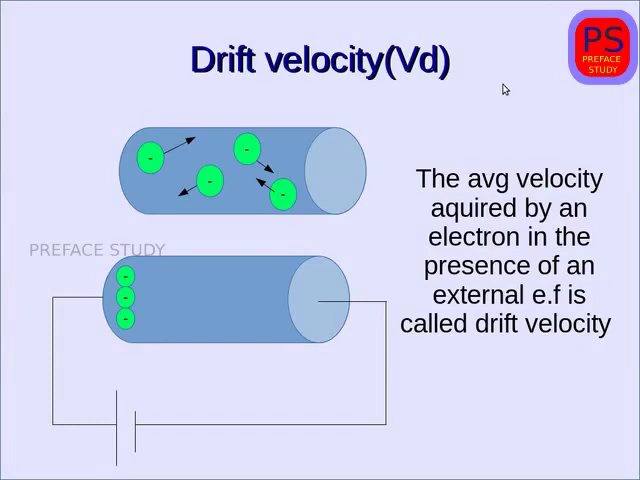 Drift velocity(Vd)
PS
PREFACE
STUDY
-
-
-
-
The avg velocity
aquired by an
electron in the
presence of an
external e.f is
called drift velocity
PREFACE STUDY
-
-
-